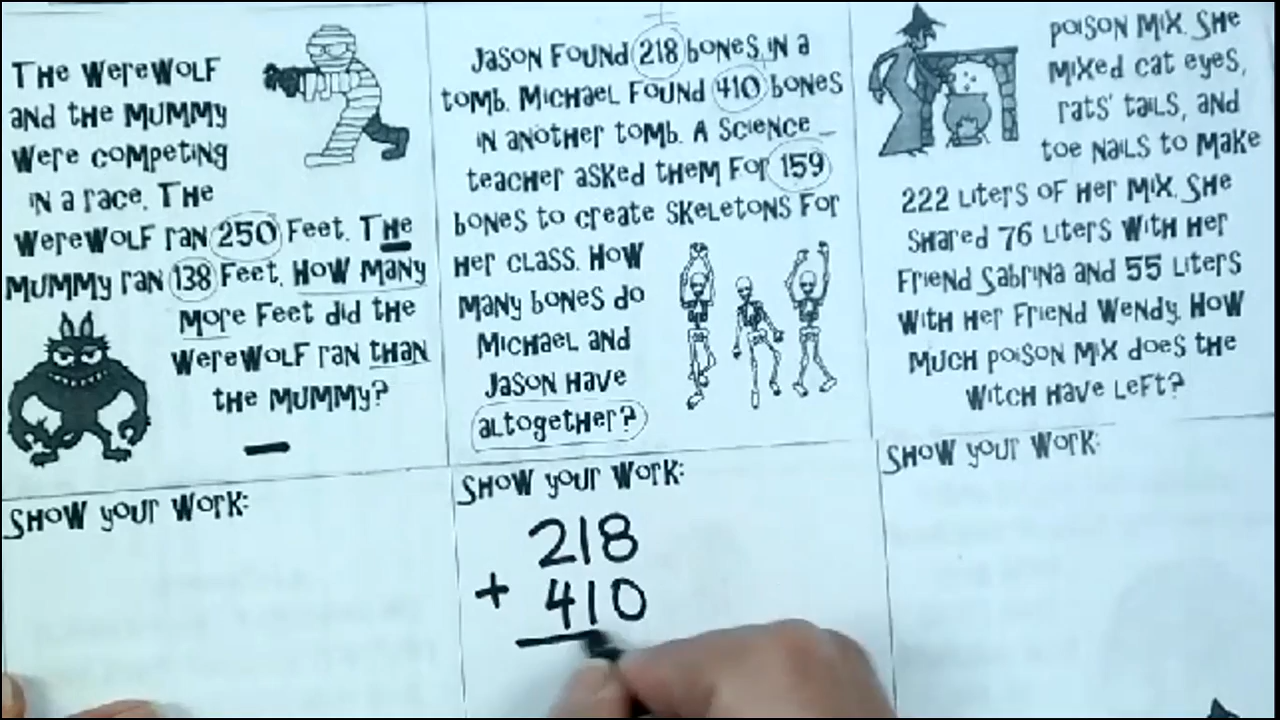 The Werewolf
and the Mummy
were competing
in a race. The
Werewolf ran 250 feet. The
Mummy ran 138 feet. How many
more feet did the
Werewolf ran than
the Mummy?
Show your work:
Jason found 218 bones in a
tomb. Michael found 410 bones
in another tomb. A science
teacher asked them for 159
bones to create skeletons for
her class. How
many bones do
Michael and
Jason have
altogether?
Show your work:
218
+ 410
poison mix. She
mixed cat eyes,
rats' tails, and
toe nails to make
222 liters of her mix. She
shared 76 liters with her
friend Sabrina and 55 liters
with her friend Wendy. How
much poison mix does the
witch have left?
Show your work: